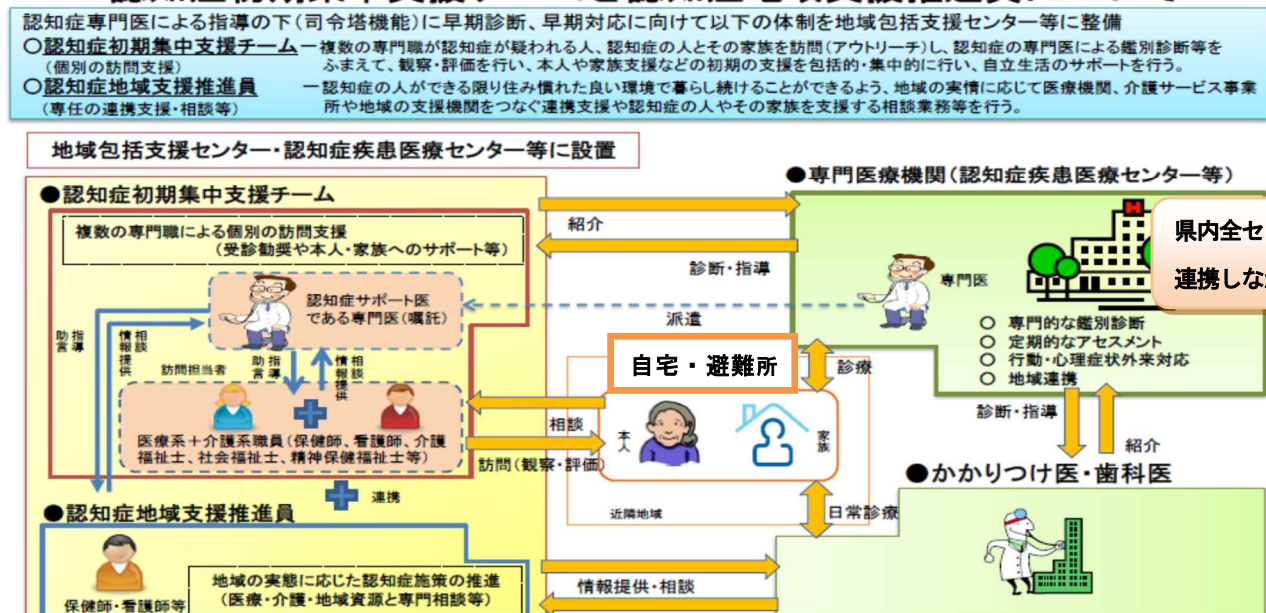 認知症専門医による指導の下(司令塔機能)に早期診断、早期対応に向けて以下の体制を地域包括支援センター等に整備
○認知症初期集中支援チーム
(個別の訪問支援)
－複数の専門職が認知症が疑われる人、認知症の人とその家族を訪問(アウトリーチ)し、認知症の専門医による鑑別診断等を
ふまえて、観察・評価を行い、本人や家族支援などの初期の支援を包括的・集中的に行い、自立生活のサポートを行う。
○認知症地域支援推進員
(専任の連携支援・相談等)
－認知症の人ができる限り住み慣れた良い環境で暮らし続けることができるよう、地域の実情に応じて医療機関、介護サービス事業
所や地域の支援機関をつなぐ連携支援や認知症の人やその家族を支援する相談業務等を行う。
地域包括支援センター・認知症疾患医療センター等に設置
●認知症初期集中支援チーム
複数の専門職による個別の訪問支援
(受診勧奨や本人・家族へのサポート等)
認知症サポート医
である専門医(嘱託)
指導
助言
相談
情報提供
訪問担当者
指導
助言
相談
情報提供
医療系+介護系職員(保健師、看護師、介護
福祉士、社会福祉士、精神保健福祉士等)
連携
●認知症地域支援推進員
保健師・看護師等
地域の実態に応じた認知症施策の推進
(医療・介護・地域資源と専門相談等)
紹介
診断・指導
派遣
自宅・避難所
相談
訪問(観察・評価)
本人
家族
近隣地域
診療
日常診療
情報提供・相談
●専門医療機関(認知症疾患医療センター等)
H
県内全セ
連携しな
専門医
○ 専門的な鑑別診断
○ 定期的なアセスメント
○ 行動・心理症状外来対応
○ 地域連携
診断・指導
紹介
●かかりつけ医・歯科医